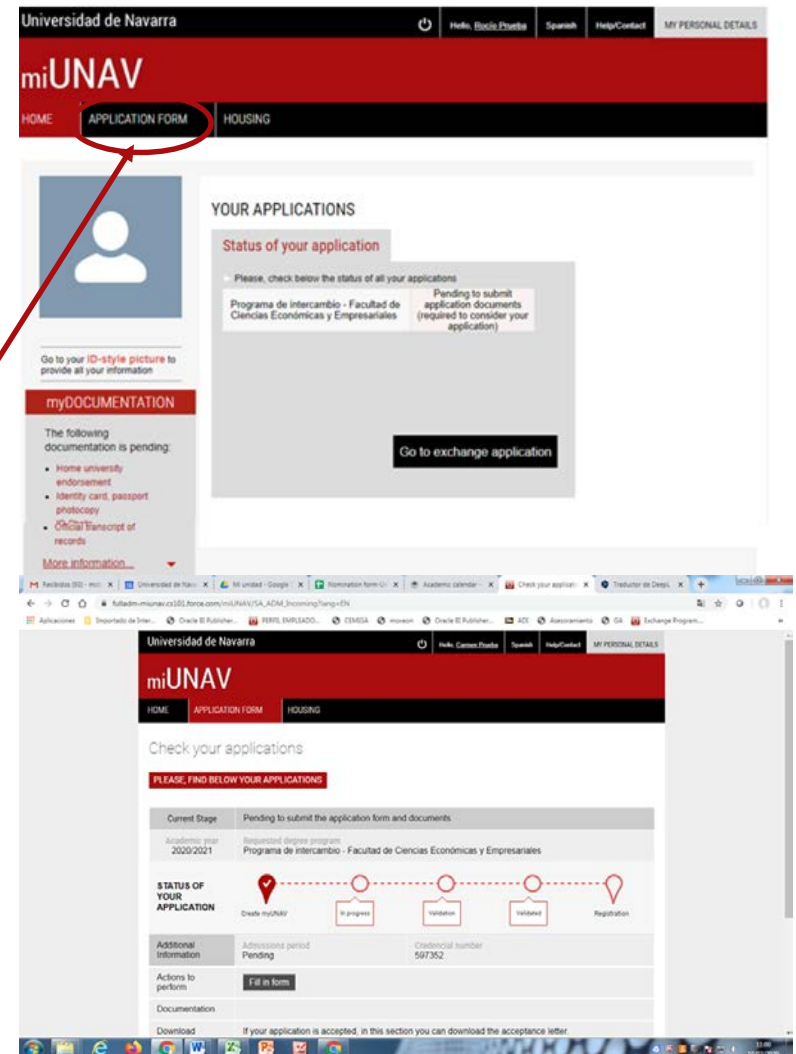 Universidad de Navarra
Hello, Rocío Prueba
Spanish
Help/Contact
MY PERSONAL DETAILS
miUNAV
HOME
APPLICATION FORM
HOUSING
YOUR APPLICATIONS
Status of your application
Please, check below the status of all your applications
Programa de intercambio - Facultad de
Ciencias Económicas y Empresariales
Pending to submit
application documents
(required to consider your
application)
Go to exchange application
Go to your ID-style picture to
provide all your information
myDOCUMENTATION
The following
documentation is pending:
Home university
endorsement
Identity card, passport
photocopy
Official transcript of
records
More information...
Universidad de Navarra
Hello, Carmen Prueba
Spanish
Help/Contact
MY PERSONAL DETAILS
miUNAV
HOME
APPLICATION FORM
HOUSING
Check your applications
PLEASE, FIND BELOW YOUR APPLICATIONS
Current Stage
Pending to submit the application form and documents
Academic year
2020/2021
Requested degree program
Programa de intercambio - Facultad de Ciencias Económicas y Empresariales
STATUS OF
YOUR
APPLICATION
Create myUNAV
In progress
Validation
Validated
Registration
Additional
Information
Admissions period
Pending
Credencial number
597352
Actions to
perform
Fill in form
Documentation
Download
If your application is accepted, in this section you can download the acceptance letter.